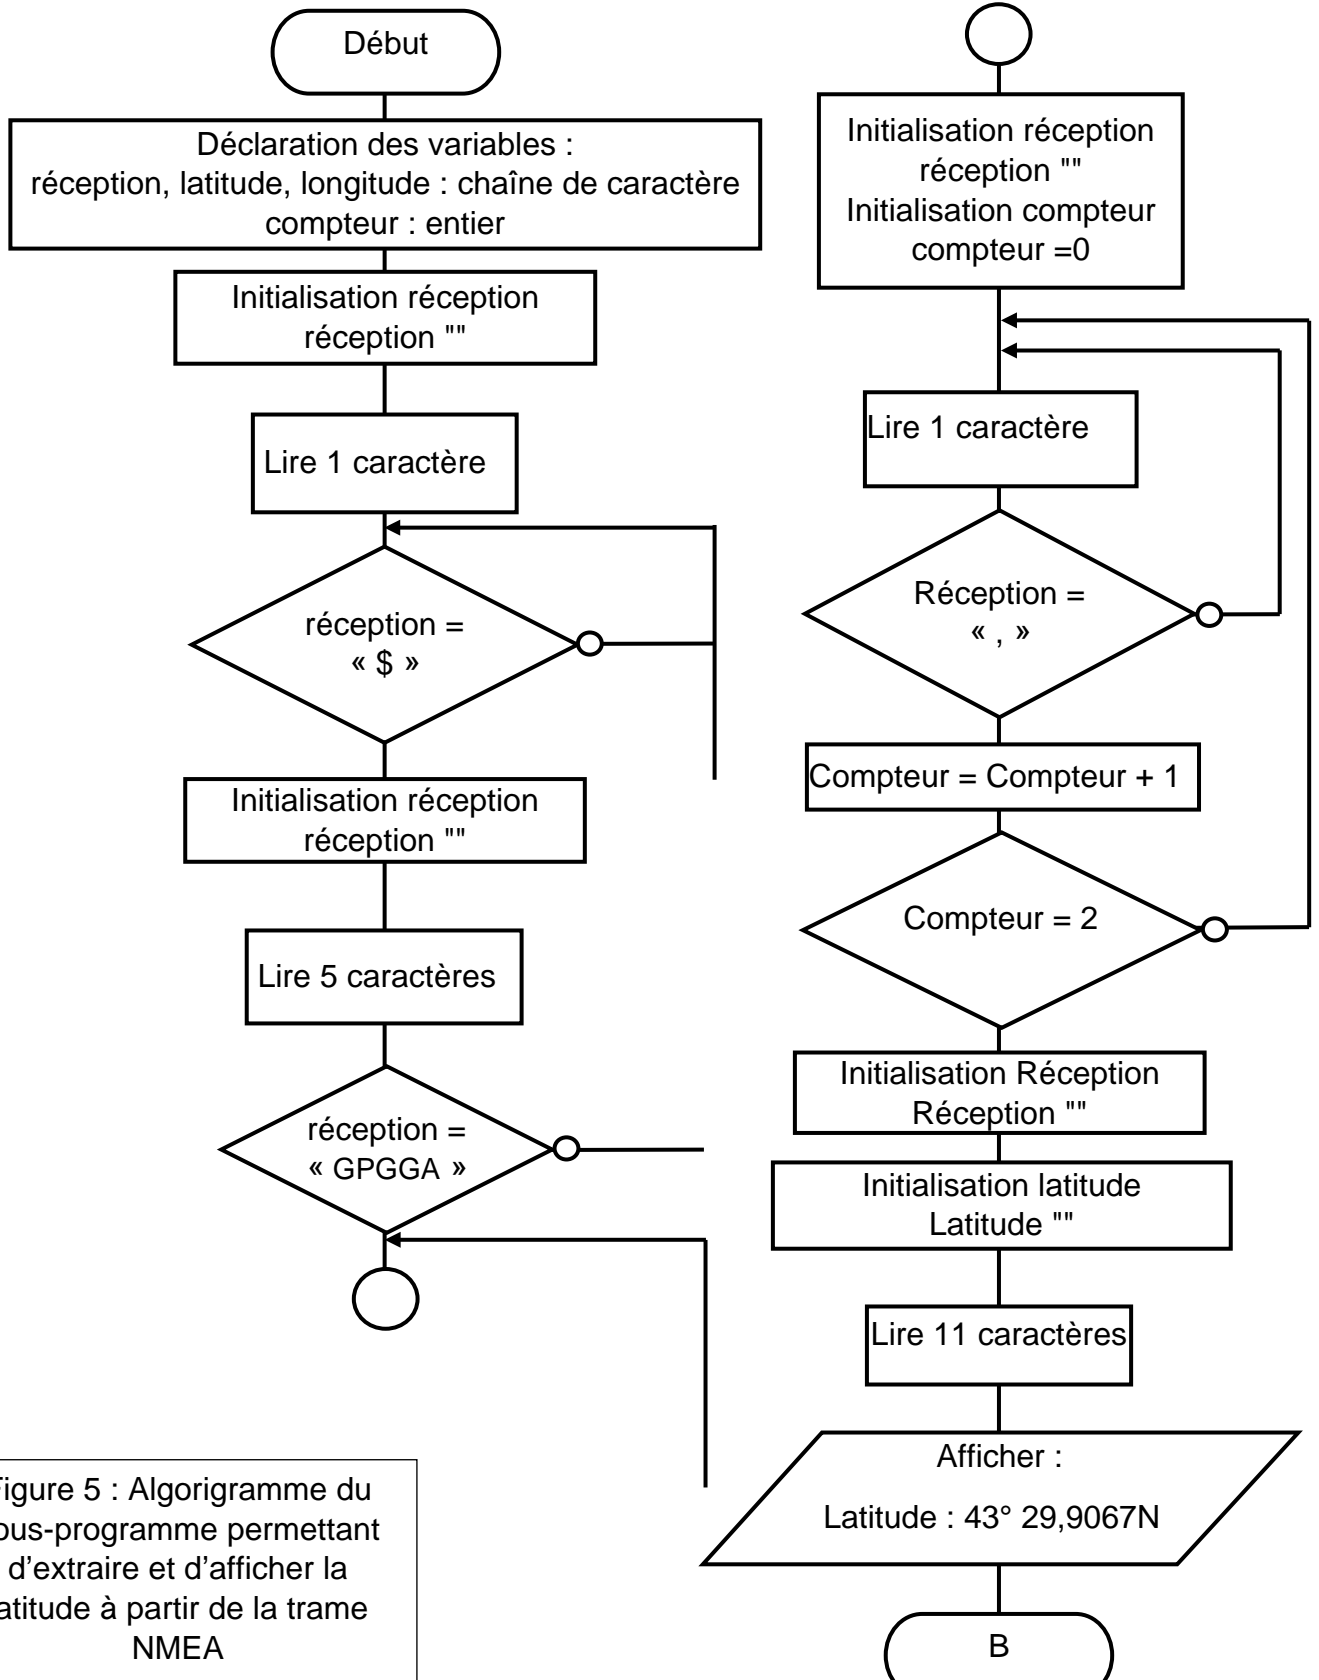 Début
Déclaration des variables :
réception, latitude, longitude : chaîne de caractère
compteur : entier
Initialisation réception
réception ""
Lire 1 caractère
réception =
« $ »
Initialisation réception
réception ""
Lire 5 caractères
réception =
« GPGGA »
Initialisation réception
réception ""
Initialisation compteur
compteur =0
Lire 1 caractère
Réception =
« , »
Compteur = Compteur + 1
Compteur = 2
Initialisation Réception
Réception ""
Initialisation latitude
Latitude ""
Lire 11 caractères
Afficher :
Latitude : 43° 29,9067N
B
igure 5 : Algorigramme du
ous-programme permettant
d'extraire et d'afficher la
atitude à partir de la trame
NMEA